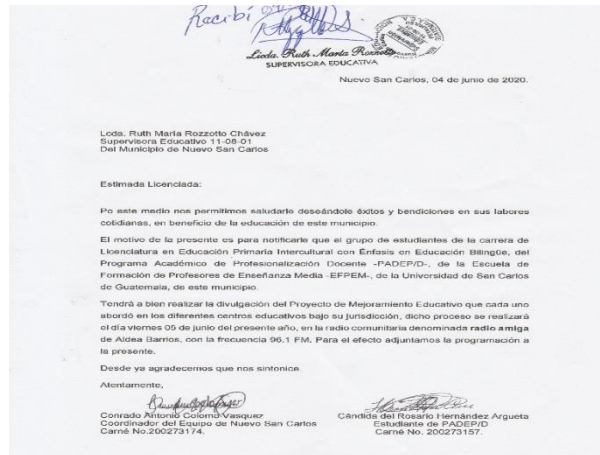 Recibí
Licda. Ruth Marta Rozzotto
SUPERVISORA EDUCATIVA
Nuevo San Carlos, 04 de junio de 2020.
Lcda. Ruth María Rozzotto Chávez
Supervisora Educativo 11-08-01
Del Municipio de Nuevo San Carlos
Estimada Licenciada:
Po este medio nos permitimos saludarle deseándole éxitos y bendiciones en sus labores
cotidianas, en beneficio de la educación de este municipio.
El motivo de la presente es para notificarle que el grupo de estudiantes de la carrera de
Licenciatura en Educación Primaria Intercultural con Énfasis en Educación Bilingüe, del
Programa Académico de Profesionalización Docente -PADEP/D-, de la Escuela de
Formación de Profesores de Enseñanza Media -EFPEM-, de la Universidad de San Carlos
de Guatemala, de este municipio.
Tendrá a bien realizar la divulgación del Proyecto de Mejoramiento Educativo que cada uno
abordó en los diferentes centros educativos bajo su jurisdicción, dicho proceso se realizará
el día viernes 05 de junio del presente año, en la radio comunitaria denominada radio amiga
de Aldea Barrios, con la frecuencia 96.1 FM. Para el efecto adjuntamos la programación a
la presente.
Desde ya agradecemos que nos sintonice.
Atentamente,
Conrado Antonio Colomo Vasquez
Coordinador del Equipo de Nuevo San Carlos
Carné No.200273174.
Cándida del Rosario Hernández Argueta
Estudiante de PADEP/D
Carné No. 200273157.